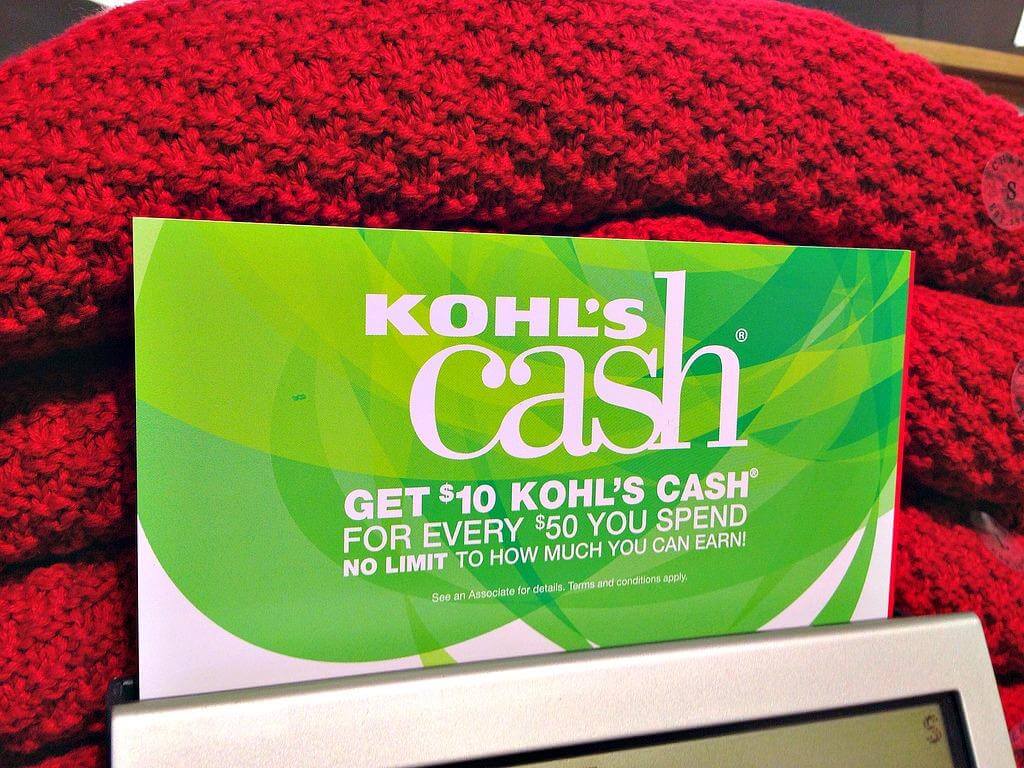 KOHL'S
cash®
GET $10 KOHL'S CASH®
FOR EVERY $50 YOU SPEND
NO LIMIT TO HOW MUCH YOU CAN EARN!
See an Associate for details. Terms and conditions apply.
S
$